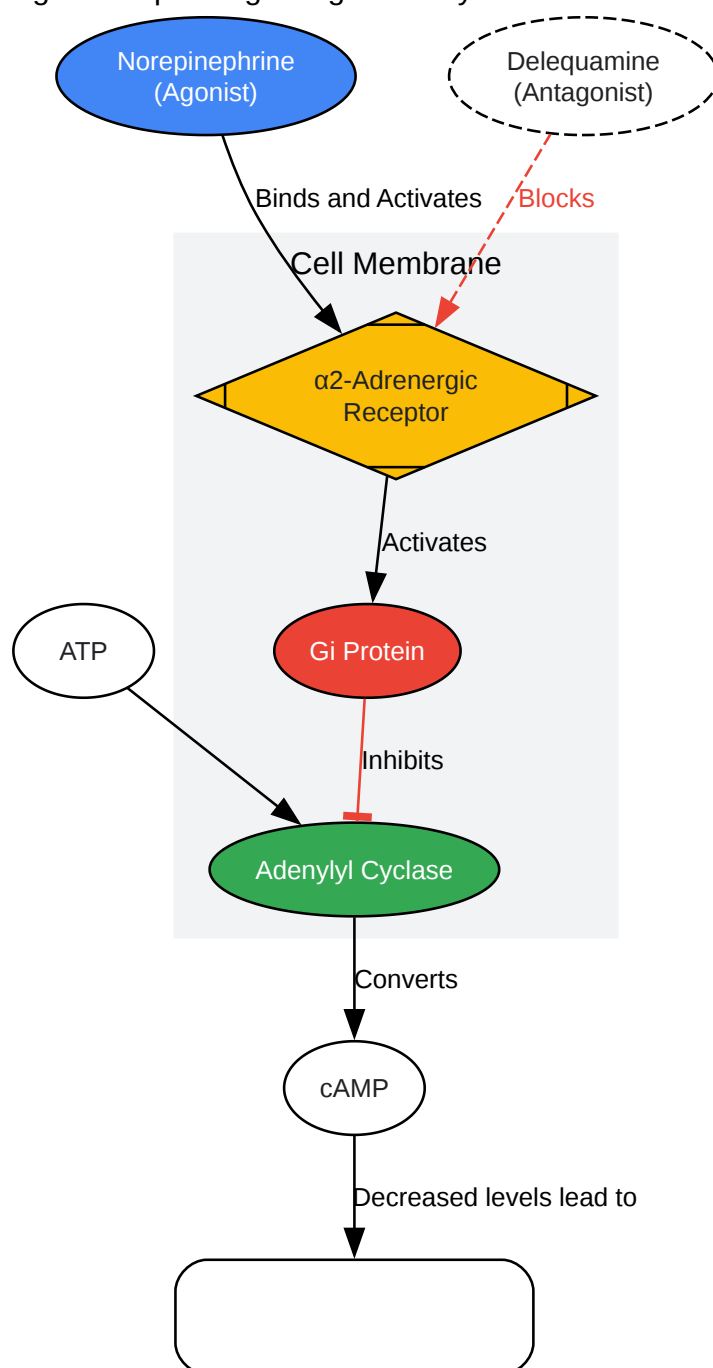 Norepinephrine
(Agonist)
Delequamine
(Antagonist)
Binds and Activates
Blocks
Cell Membrane
α2-Adrenergic
Receptor
Activates
ATP
Gi Protein
Inhibits
Adenylyl Cyclase
Converts
cAMP
Decreased levels lead to